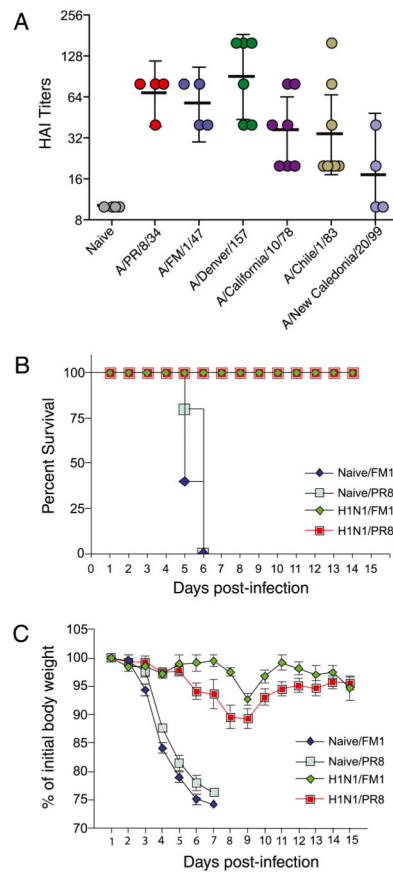 A
256
128
64
32
16
8
HAI Titers
Naive
A/PR/8/34
A/FM/1/47
A/Denver/157
A/California/10/78
A/Chile/1/83
A/New Caledonia/20/99
B
100
75
50
25
0
Percent Survival
Naive/FM1
Naive/PR8
H1N1/FM1
H1N1/PR8
0 1 2 3 4 5 6 7 8 9 10 11 12 13 14 15
Days post-infection
C
105
100
95
90
85
80
75
70
% of initial body weight
Naive/FM1
Naive/PR8
H1N1/FM1
H1N1/PR8
1 2 3 4 5 6 7 8 9 10 11 12 13 14 15
Days post-infection